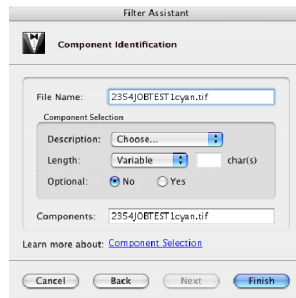 Filter Assistant
Component Identification
File Name: 2354JOBTEST1cyan.tif
Component Selection
Description: Choose...
Length: Variable char(s)
Optional: No Yes
Components: 2354JOBTEST1cyan.tif
Learn more about: Component Selection
Cancel Back Next Finish